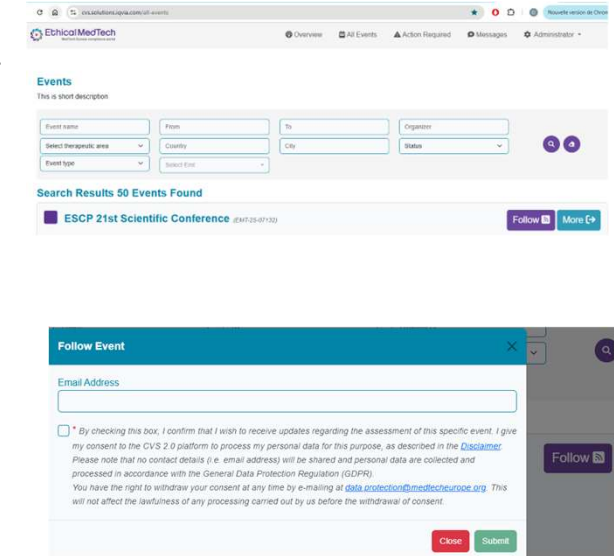 cvs.solutions.iqvia.com/all-events
Nouvelle version de Chrom
Ethical MedTech
Overview All Events Action Required Messages Administrator
Events
This is short description
Event name From To Organizer
Select therapeutic area Country City Status
Event type Select Emt
Search Results 50 Events Found
ESCP 21st Scientific Conference (EMT-25-07132)
Follow More
Follow Event
Email Address
* By checking this box, I confirm that I wish to receive updates regarding the assessment of this specific event. I give
my consent to the CVS 2.0 platform to process my personal data for this purpose, as described in the Disclaimer.
Please note that no contact details (i.e. email address) will be shared and personal data are collected and
processed in accordance with the General Data Protection Regulation (GDPR).
You have the right to withdraw your consent at any time by e-mailing at data.protection@medtecheurope.org. This
will not affect the lawfulness of any processing carried out by us before the withdrawal of consent.
Follow
Close Submit